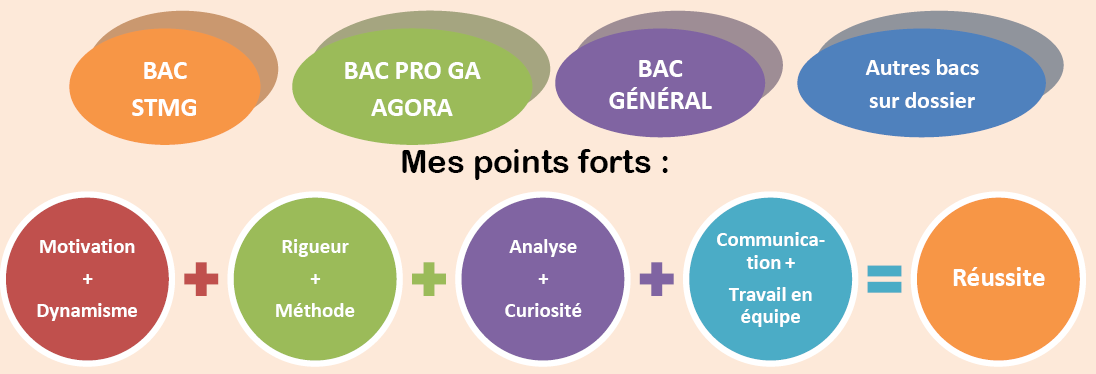 BAC
STMG
BAC PRO GA
AGORA
BAC
GÉNÉRAL
Autres bacs
sur dossier
Mes points forts :
Motivation
+
Dynamisme
+
Rigueur
+
Méthode
+
Analyse
+
Curiosité
+
Communica-
tion +
Travail en
équipe
=
Réussite